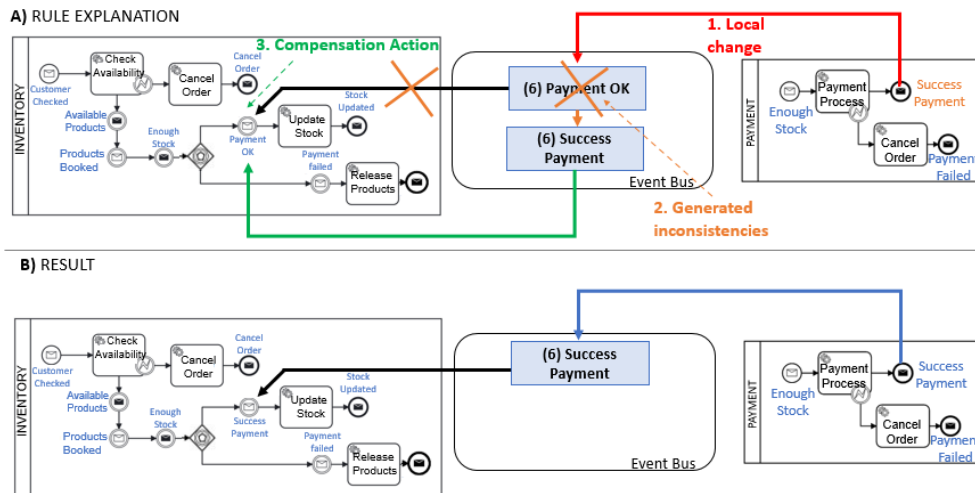 A) RULE EXPLANATION
INVENTORY
Customer
Checked
Check
Availability
Cancel
Order
Cancel
Order
Available
Products
Products
Booked
Enough
Stock
Payment
OK
Update
Stock
Stock
Updated
Payment
failed
Release
Products
3. Compensation Action
(6) Payment OK
(6) Success
Payment
Event Bus
1. Local
change
2. Generated
inconsistencies
PAYMENT
Enough
Stock
Payment
Process
Success
Payment
Cancel
Order
Payment
Failed
B) RESULT
INVENTORY
Customer
Checked
Check
Availability
Cancel
Order
Cancel
Order
Available
Products
Products
Booked
Enough
Stock
Success
Payment
Update
Stock
Stock
Updated
Payment
failed
Release
Products
(6) Success
Payment
Event Bus
PAYMENT
Enough
Stock
Payment
Process
Success
Payment
Cancel
Order
Payment
Failed